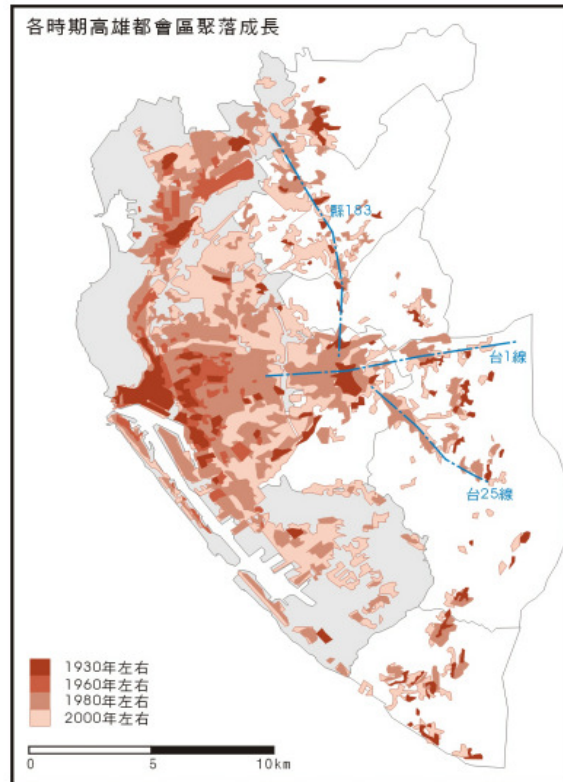 各時期高雄都會區聚落成長
縣183
台1線
台25線
1930年左右
1960年左右
1980年左右
2000年左右
0 5 10km